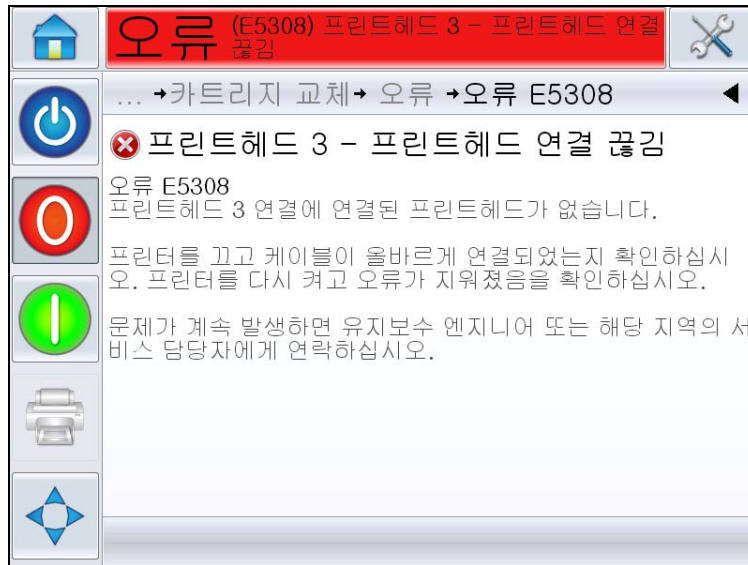 오류 (E5308) 프린트헤드 3 - 프린트헤드 연결
끊김
... →카트리지 교체→ 오류 →오류 E5308
프린트헤드 3 - 프린트헤드 연결 끊김
오류 E5308
프린트헤드 3 연결에 연결된 프린트헤드가 없습니다.
프린터를 끄고 케이블이 올바르게 연결되었는지 확인하십시
오. 프린터를 다시 켜고 오류가 지워졌음을 확인하십시오.
문제가 계속 발생하면 유지보수 엔지니어 또는 해당 지역의 서
비스 담당자에게 연락하십시오.